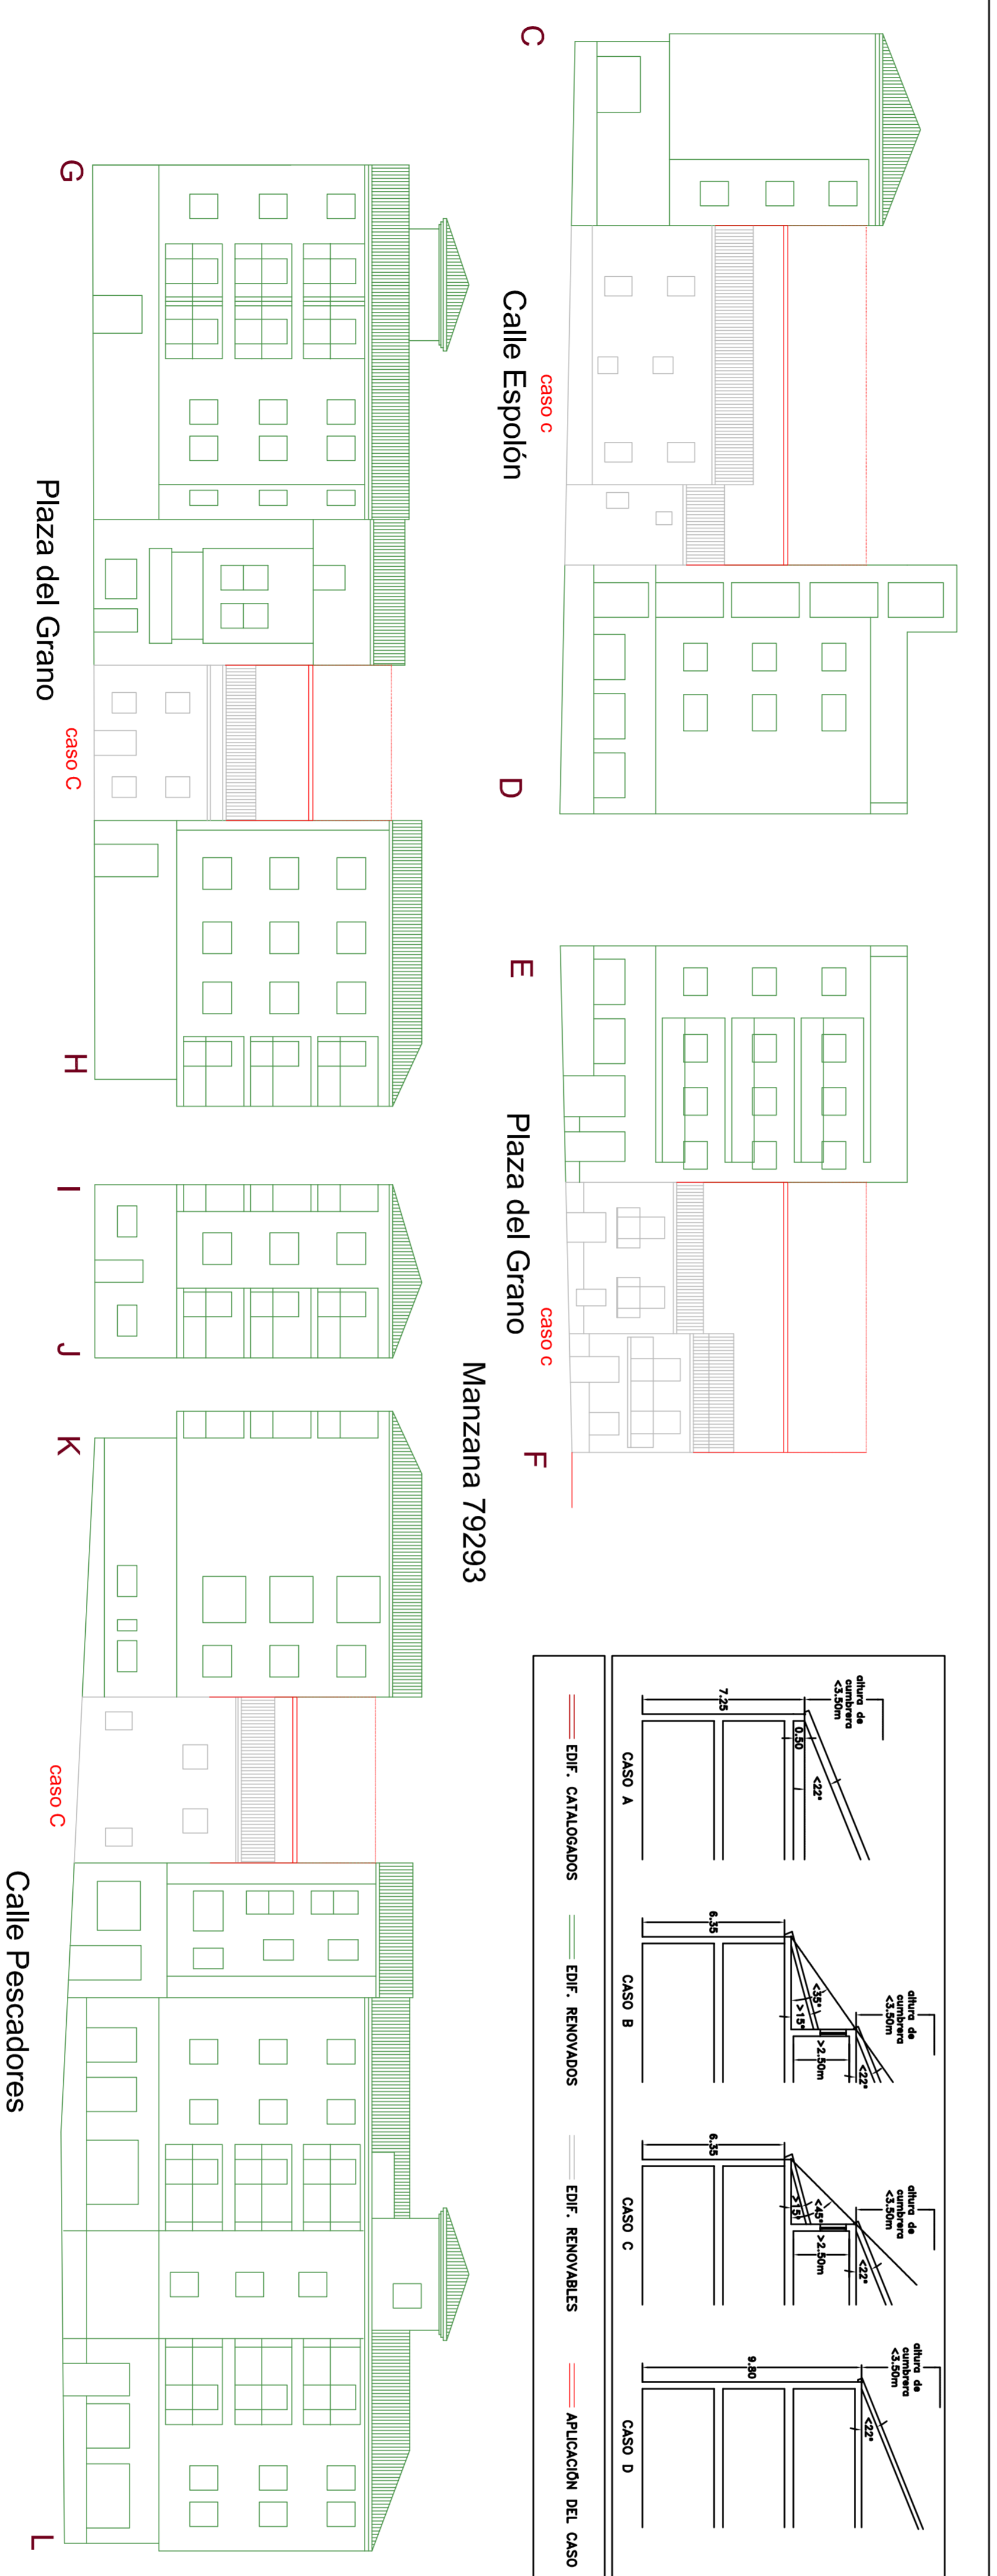 C
caso c
Calle Espolón
D
E
caso c
Plaza del Grano
F
Manzana 79293
G
Plaza del Grano
caso C
H
I
J
K
caso C
Calle Pescadores
L
altura de
cumbrera
<3.50m
7.25
0.50
<22°
CASO A
altura de
cumbrera
<3.50m
6.35
<35°
>15°
>2.50m
<22°
CASO B
altura de
cumbrera
<3.50m
6.35
<45°
>15°
>2.50m
<22°
CASO C
altura de
cumbrera
<3.50m
9.80
<22°
CASO D
EDIF. CATALOGADOS
EDIF. RENOVADOS
EDIF. RENOVABLES
APLICACIÓN DEL CASO